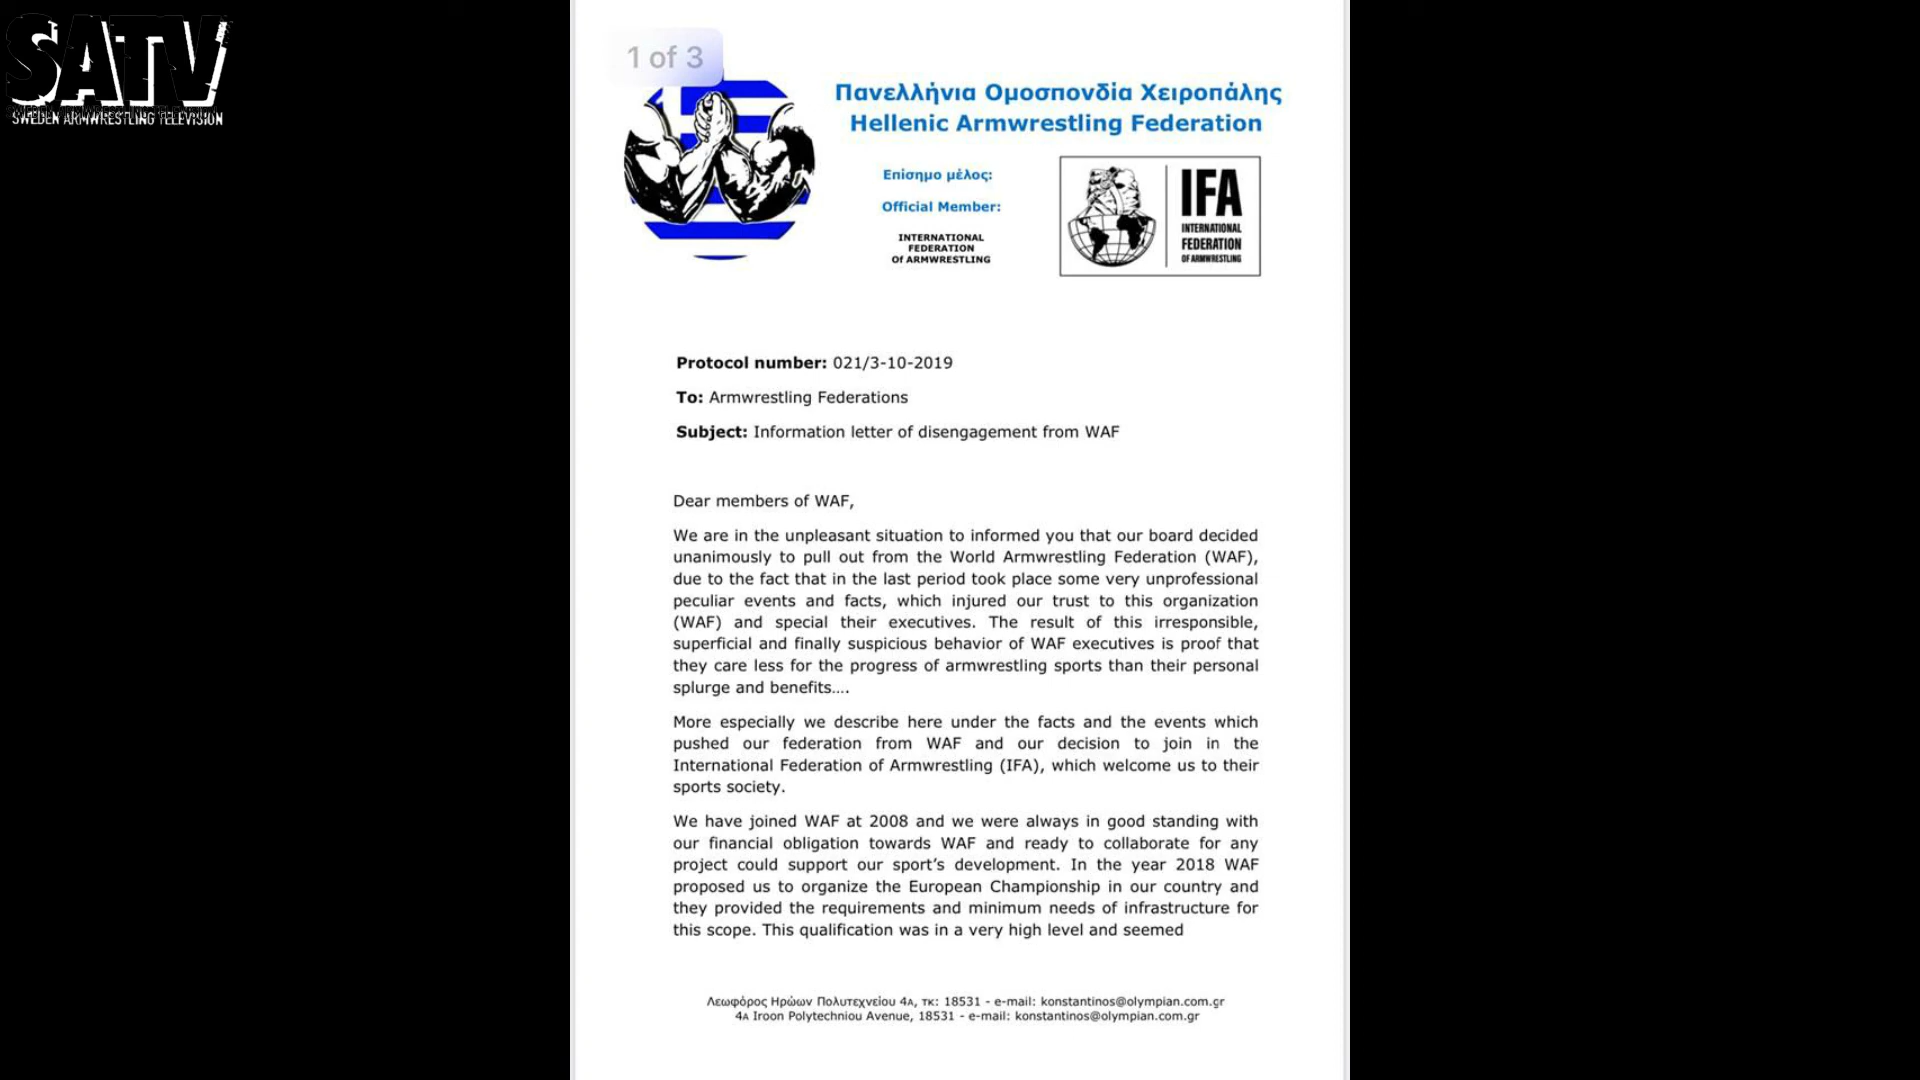 SATV
SWEDEN ARMWRESTLING TELEVISION
1 of 3
Πανελλήνια Ομοσπονδία Χειροπάλης
Hellenic Armwrestling Federation
Επίσημο μέλος:
Official Member:
INTERNATIONAL
FEDERATION
Of ARMWRESTLING
IFA
INTERNATIONAL
FEDERATION
OF ARMWRESTLING
Protocol number: 021/3-10-2019
To: Armwrestling Federations
Subject: Information letter of disengagement from WAF
Dear members of WAF,
We are in the unpleasant situation to informed you that our board decided
unanimously to pull out from the World Armwrestling Federation (WAF),
due to the fact that in the last period took place some very unprofessional
peculiar events and facts, which injured our trust to this organization
(WAF) and special their executives. The result of this irresponsible,
superficial and finally suspicious behavior of WAF executives is proof that
they care less for the progress of armwrestling sports than their personal
splurge and benefits....
More especially we describe here under the facts and the events which
pushed our federation from WAF and our decision to join in the
International Federation of Armwrestling (IFA), which welcome us to their
sports society.
We have joined WAF at 2008 and we were always in good standing with
our financial obligation towards WAF and ready to collaborate for any
project could support our sport’s development. In the year 2018 WAF
proposed us to organize the European Championship in our country and
they provided the requirements and minimum needs of infrastructure for
this scope. This qualification was in a very high level and seemed
Λεωφόρος Ηρώων Πολυτεχνείου 4Α, τκ: 18531 - e-mail: konstantinos@olympian.com.gr
4A Iroon Polytechniou Avenue, 18531 - e-mail: konstantinos@olympian.com.gr